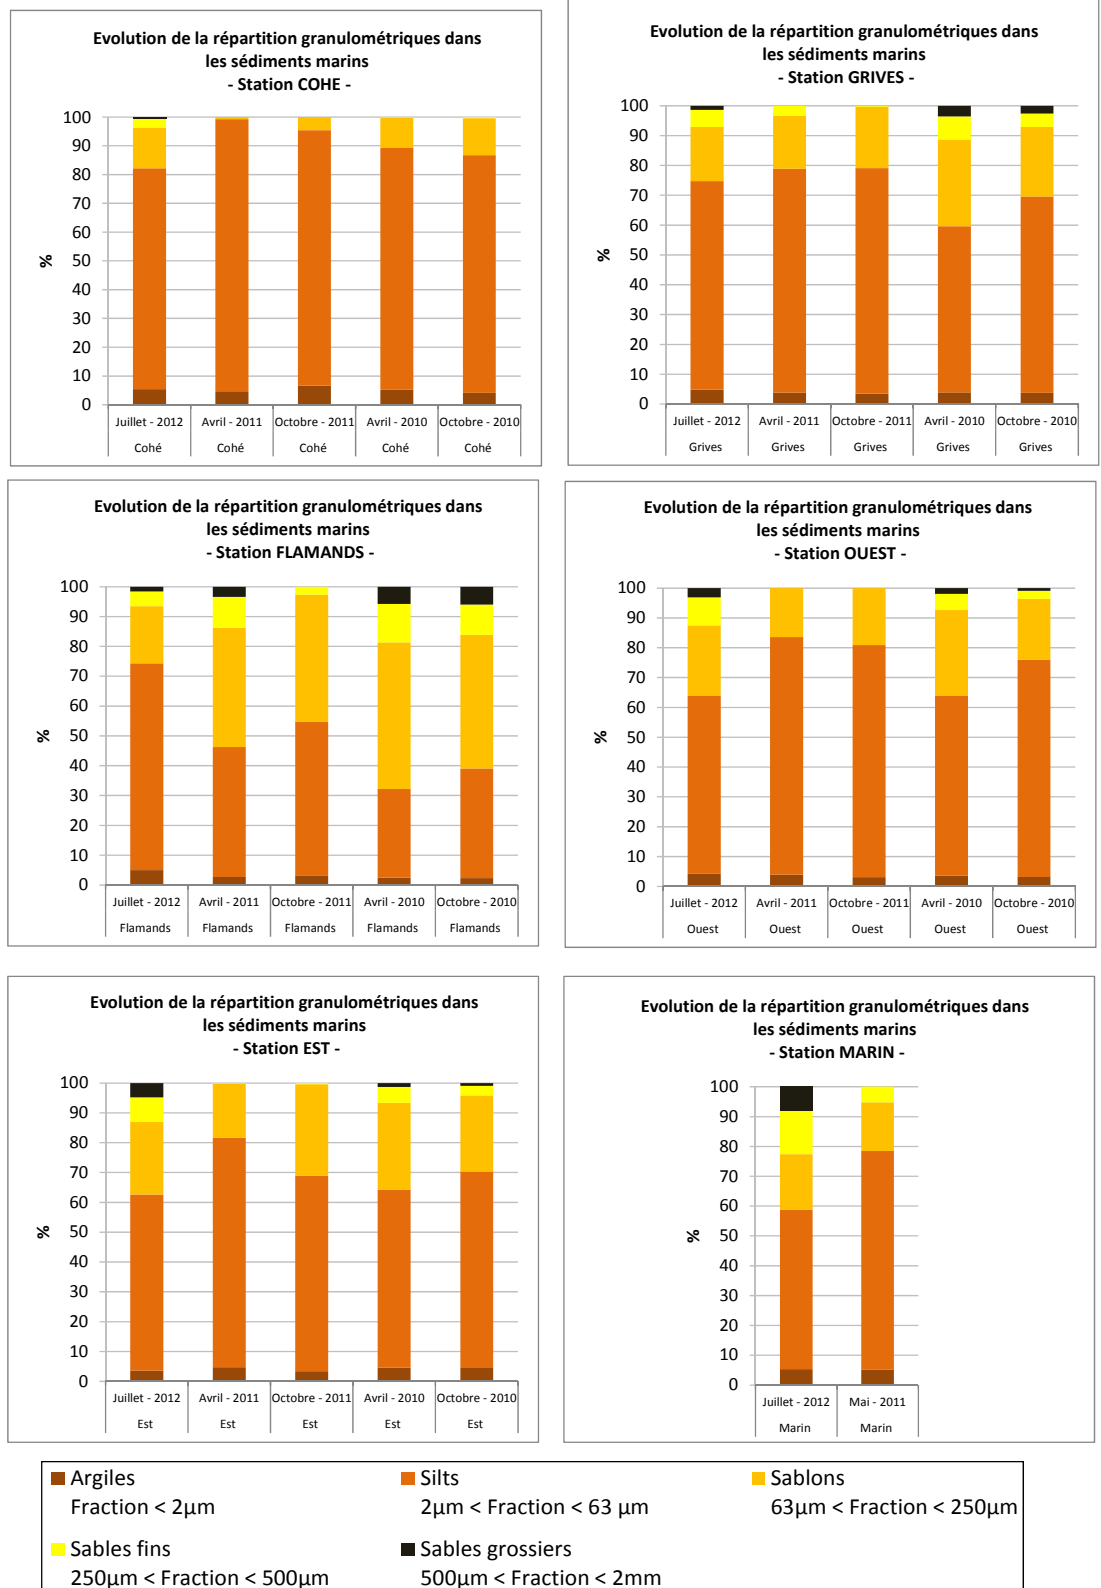 Evolution de la répartition granulométriques dans
les sédiments marins
- Station COHE -
100
90
80
70
60
50
40
30
20
10
0
%
Juillet - 2012 Avril - 2011 Octobre - 2011 Avril - 2010 Octobre - 2010
Cohé Cohé Cohé Cohé Cohé
Evolution de la répartition granulométriques dans
les sédiments marins
- Station GRIVES -
100
90
80
70
60
50
40
30
20
10
0
%
Juillet - 2012 Avril - 2011 Octobre - 2011 Avril - 2010 Octobre - 2010
Grives Grives Grives Grives Grives
Evolution de la répartition granulométriques dans
les sédiments marins
- Station FLAMANDS -
100
90
80
70
60
50
40
30
20
10
0
%
Juillet - 2012 Avril - 2011 Octobre - 2011 Avril - 2010 Octobre - 2010
Flamands Flamands Flamands Flamands Flamands
Evolution de la répartition granulométriques dans
les sédiments marins
- Station OUEST -
100
90
80
70
60
50
40
30
20
10
0
%
Juillet - 2012 Avril - 2011 Octobre - 2011 Avril - 2010 Octobre - 2010
Ouest Ouest Ouest Ouest Ouest
Evolution de la répartition granulométriques dans
les sédiments marins
- Station EST -
100
90
80
70
60
50
40
30
20
10
0
%
Juillet - 2012 Avril - 2011 Octobre - 2011 Avril - 2010 Octobre - 2010
Est Est Est Est Est
Evolution de la répartition granulométriques dans
les sédiments marins
- Station MARIN -
100
90
80
70
60
50
40
30
20
10
0
%
Juillet - 2012 Mai - 2011
Marin Marin
Argiles Silts Sablons
Fraction < 2µm 2µm < Fraction < 63 µm 63µm < Fraction < 250µm
Sables fins Sables grossiers
250µm < Fraction < 500µm 500µm < Fraction < 2mm